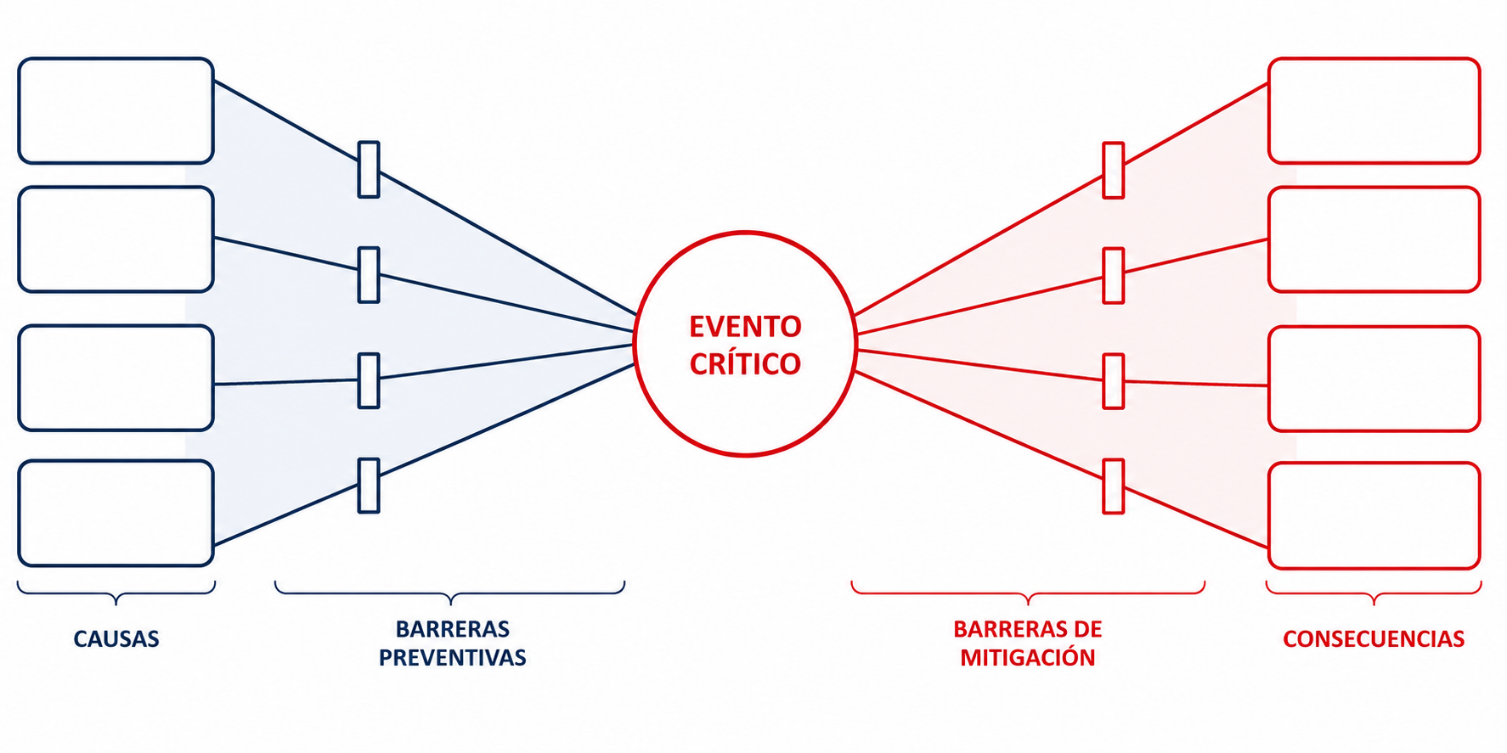 EVENTO
CRÍTICO
CAUSAS
BARRERAS
PREVENTIVAS
BARRERAS DE
MITIGACIÓN
CONSECUENCIAS